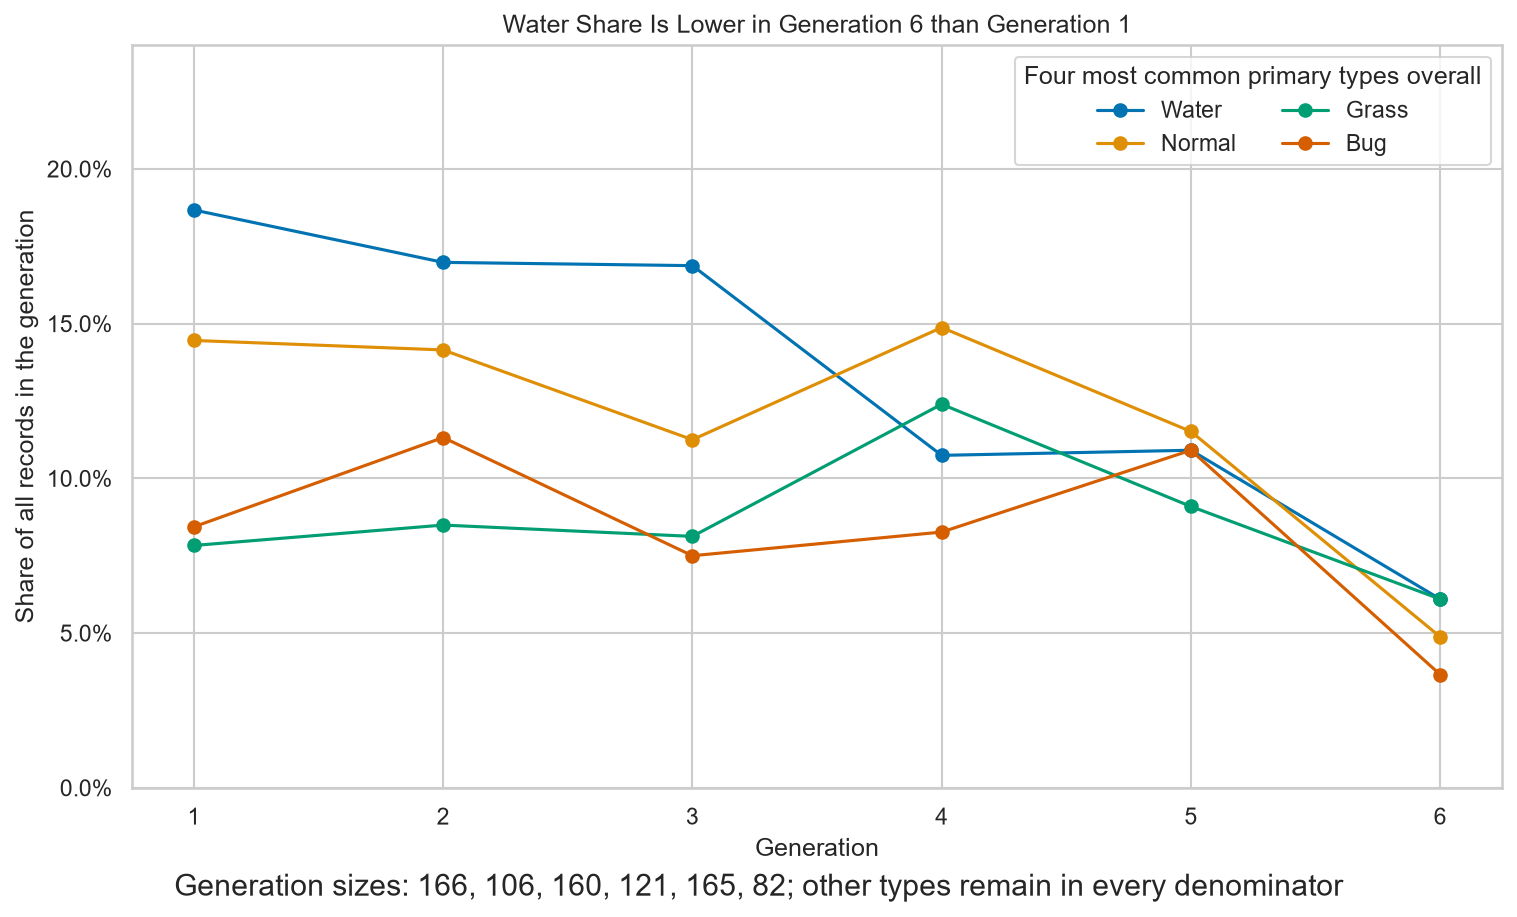 Water Share Is Lower in Generation 6 than Generation 1
Four most common primary types overall
Water
Grass
Normal
Bug
Share of all records in the generation
20.0%
15.0%
10.0%
5.0%
0.0%
1
2
3
4
5
6
Generation
Generation sizes: 166, 106, 160, 121, 165, 82; other types remain in every denominator